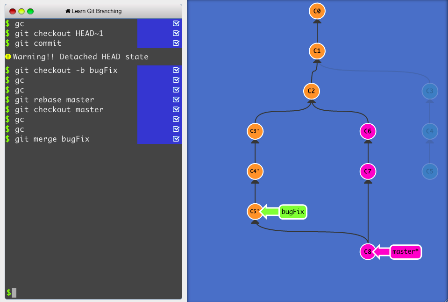 Learn Git Branching
$ gc
$ git checkout HEAD~1
$ git commit
Warning!! Detached HEAD state
$ git checkout -b bugFix
$ gc
$ gc
$ git rebase master
$ git checkout master
$ gc
$ gc
$ git merge bugFix
$
C0
C1
C2
C3
C3'
C6
C4
C4'
C7
C5
C5'
bugFix
C8
master*